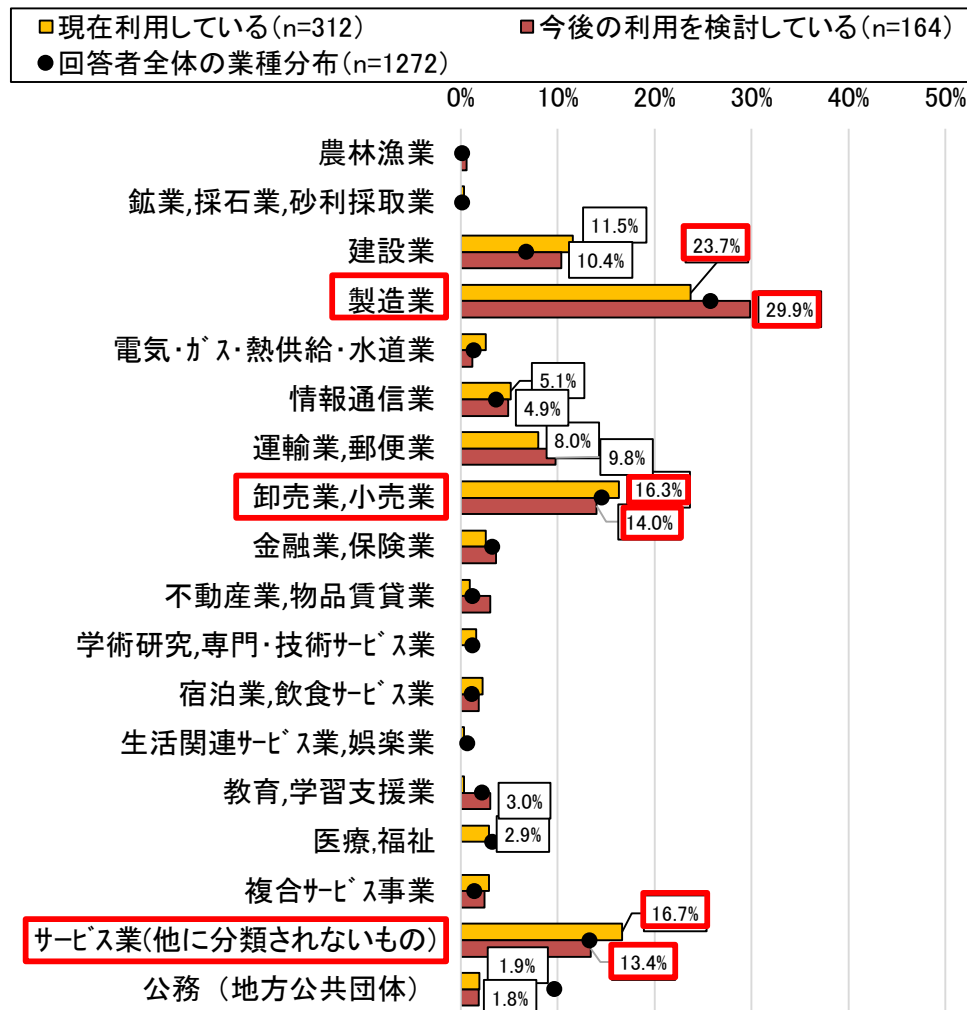 現在利用している(n=312)
今後の利用を検討している(n=164)
●回答者全体の業種分布(n=1272)
0% 10% 20% 30% 40% 50%
農林漁業
鉱業,採石業,砂利採取業
建設業
11.5%
10.4%
製造業
23.7%
29.9%
電気・ガス・熱供給・水道業
情報通信業
5.1%
4.9%
運輸業,郵便業
8.0%
9.8%
卸売業,小売業
16.3%
14.0%
金融業,保険業
不動産業,物品賃貸業
学術研究,専門・技術サービス業
宿泊業,飲食サービス業
生活関連サービス業,娯楽業
教育,学習支援業
3.0%
医療,福祉
2.9%
複合サービス事業
サービス業(他に分類されないもの)
16.7%
13.4%
公務（地方公共団体）
1.9%
1.8%